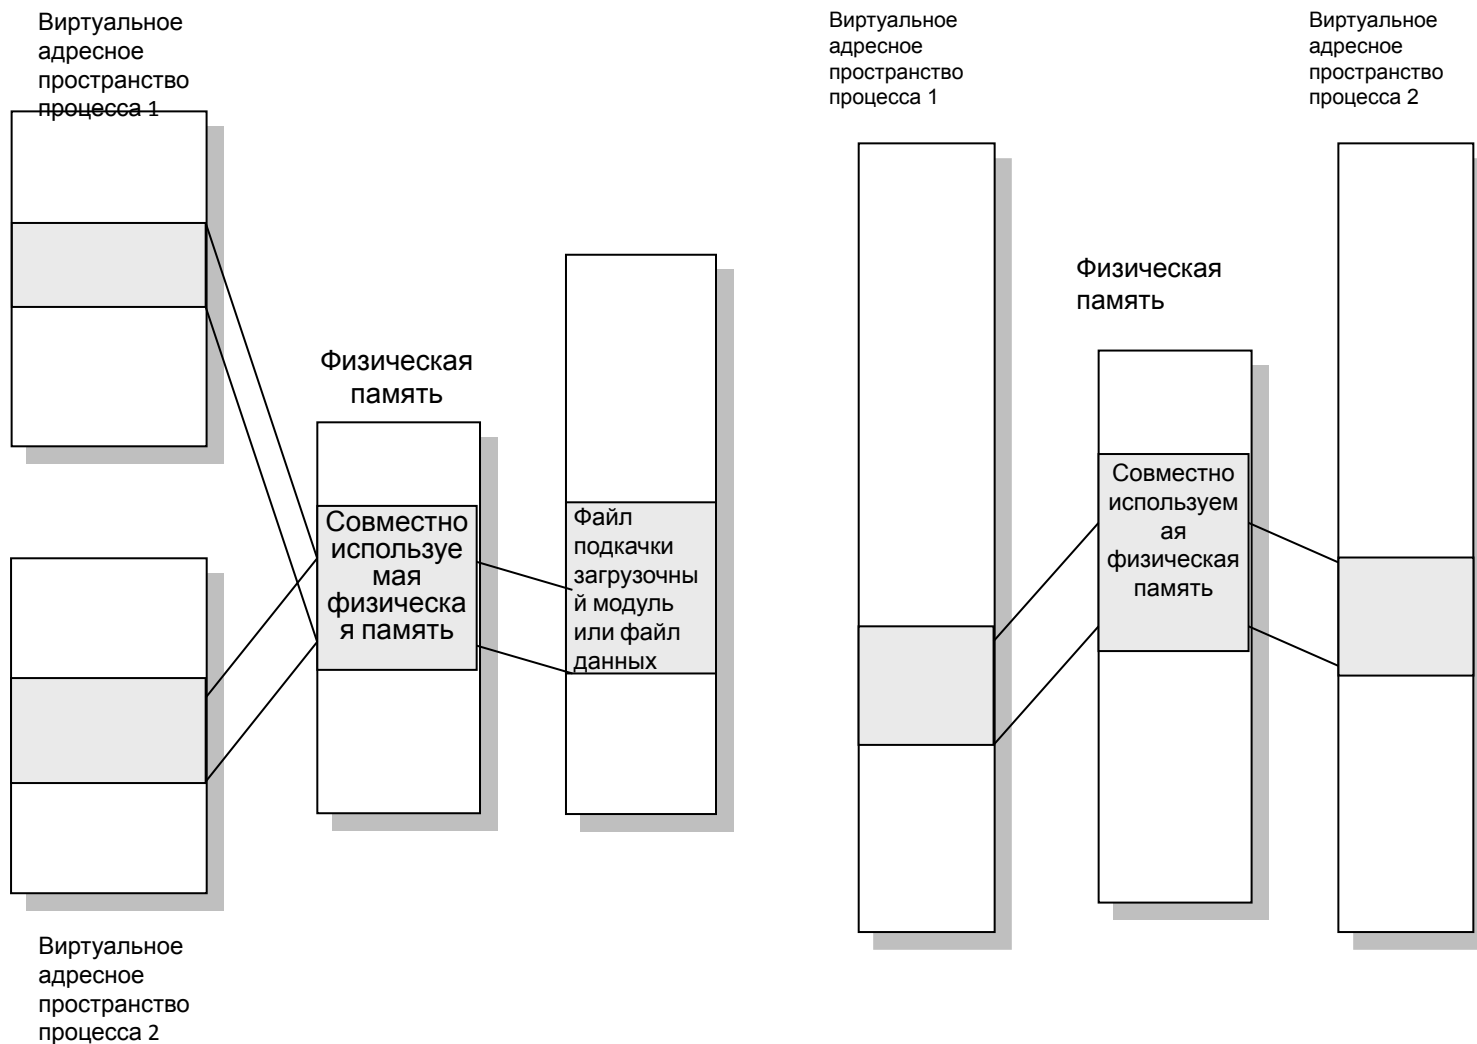 Виртуальное
адресное
пространство
процесса 1
Физическая
память
Совместно
используе
мая
физическа
я память
Файл
подкачки
загрузочны
й модуль
или файл
данных
Виртуальное
адресное
пространство
процесса 2
Виртуальное
адресное
пространство
процесса 1
Физическая
память
Совместно
используем
ая
физическая
память
Виртуальное
адресное
пространство
процесса 2